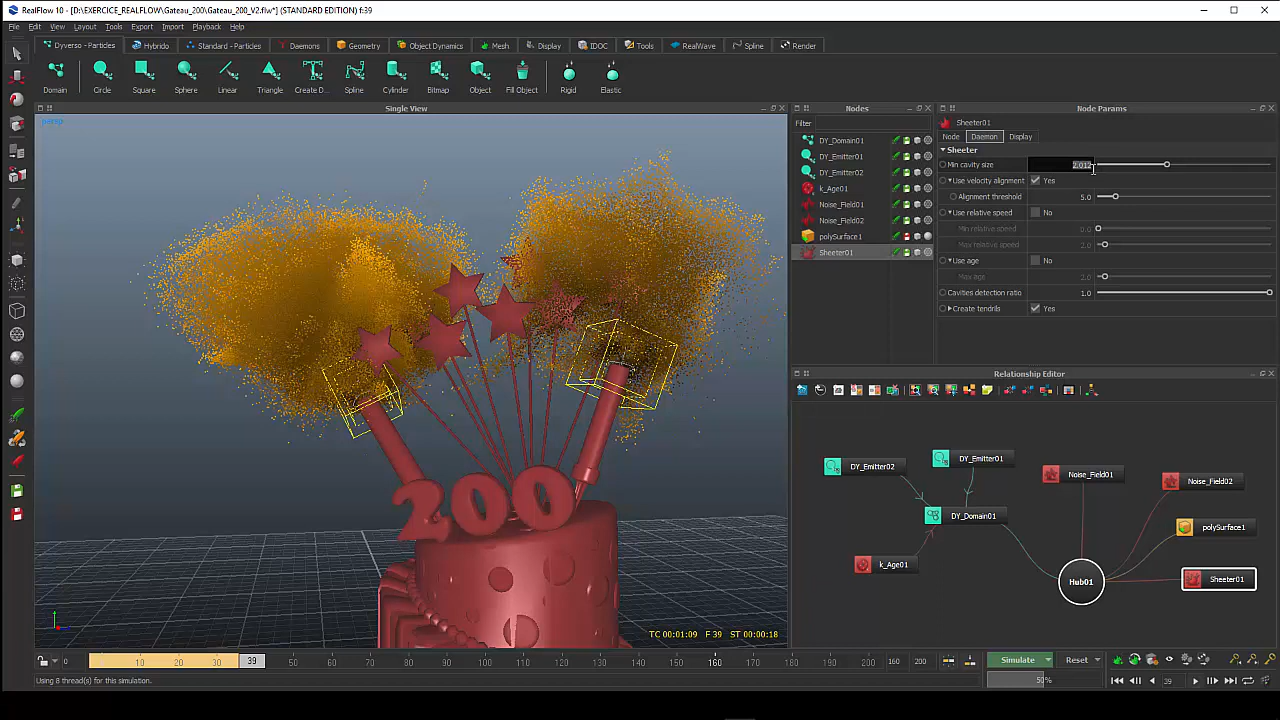 RealFlow 10 - [D:\EXERCICE_REALFLOW\Gateau_200\Gateau_200_V2.flw*] (STANDARD EDITION) f:39
File Edit View Layout Tools Export Import Playback Help
Dyverso - Particles Hybrido Standard - Particles Daemons Geometry Object Dynamics Mesh Display IDOC Tools RealWave Spline Render
Domain Circle Square Sphere Linear Triangle Create D... Spline Cylinder Bitmap Object Fill Object Rigid Elastic
Single View
persp
200
TC 00:01:09 F 39 ST 00:00:18
Nodes
Filter
DY_Domain01
DY_Emitter01
DY_Emitter02
k_Age01
Noise_Field01
Noise_Field02
polySurface1
Sheeter01
Node Params
Sheeter01
Node Daemon Display
Sheeter
Min cavity size 2.012
Use velocity alignment Yes
Alignment threshold 5.0
Use relative speed No
Min relative speed 0.0
Max relative speed 2.0
Use age No
Max age 2.0
Cavities detection ratio 1.0
Create tendrils Yes
Relationship Editor
DY_Emitter02
DY_Emitter01
Noise_Field01
Noise_Field02
DY_Domain01
polySurface1
k_Age01
Hub01
Sheeter01
0 10 20 30 39 50 60 70 80 90 100 110 120 130 140 150 160 170 180 190 200 160 200
Simulate Reset
Using 8 thread(s) for this simulation.
50%
39